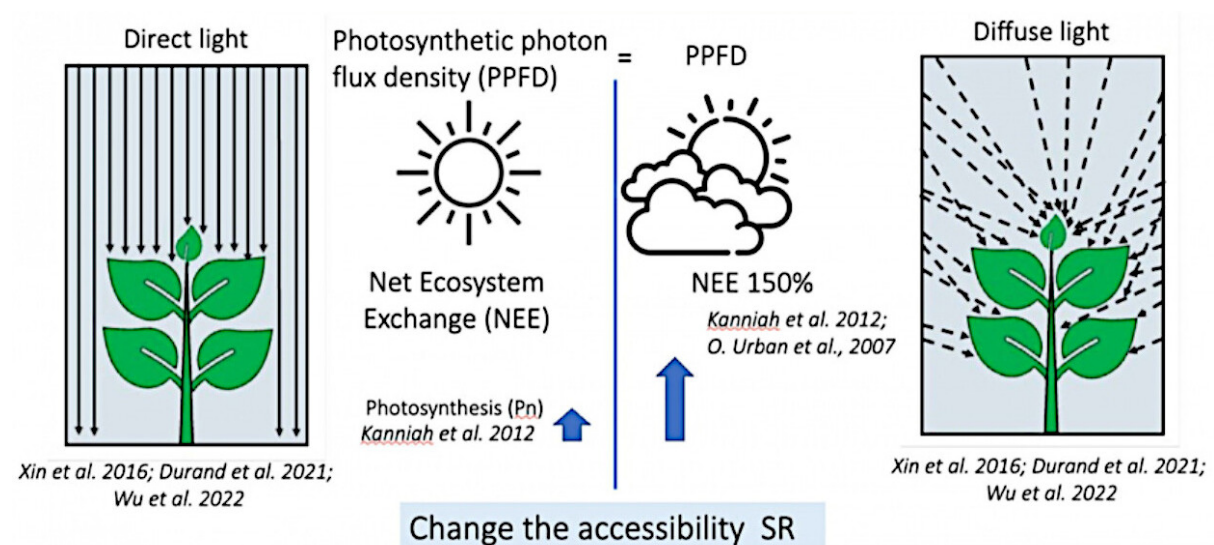 Direct light
Xin et al. 2016; Durand et al. 2021;
Wu et al. 2022
Photosynthetic photon
flux density (PPFD)
=
PPFD
Net Ecosystem
Exchange (NEE)
NEE 150%
Kanniah et al. 2012;
O. Urban et al., 2007
Photosynthesis (Pn)
Kanniah et al. 2012
Diffuse light
Xin et al. 2016; Durand et al. 2021;
Wu et al. 2022
Change the accessibility SR